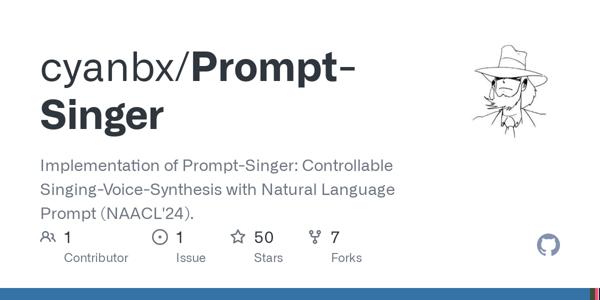 cyanbx/Prompt-
Singer
Implementation of Prompt-Singer: Controllable
Singing-Voice-Synthesis with Natural Language
Prompt (NAACL'24).
1 1 50 7
Contributor Issue Stars Forks